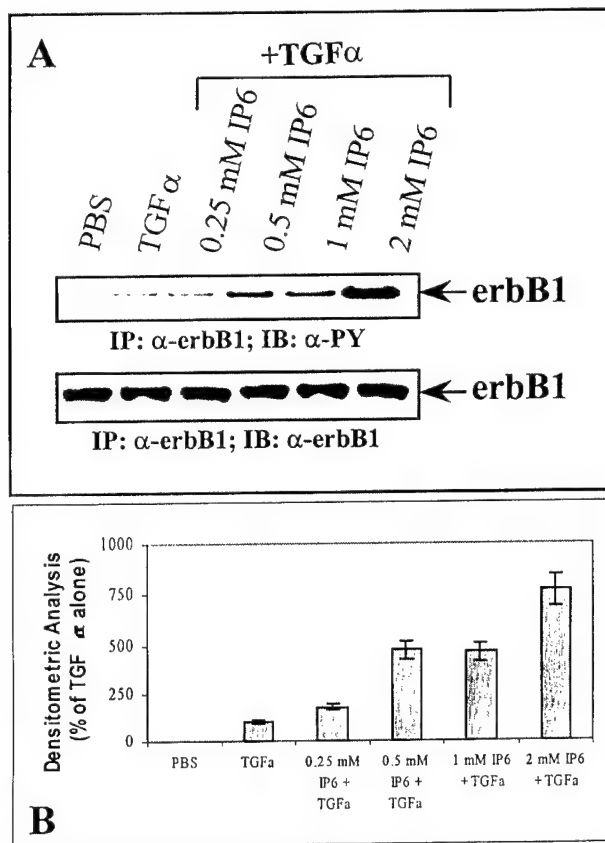 A
+TGFα
PBS
TGFα
0.25 mM IP6
0.5 mM IP6
1 mM IP6
2 mM IP6
erbB1
IP: α-erbB1; IB: α-PY
erbB1
IP: α-erbB1; IB: α-erbB1
Densitometric Analysis
(% of TGF α alone)
1000
750
500
250
0
PBS
TGFa
0.25 mM
IP6 +
TGFa
0.5 mM
IP6 +
TGFa
1 mM IP6
+TGFa
2 mM IP6
+TGFa
B